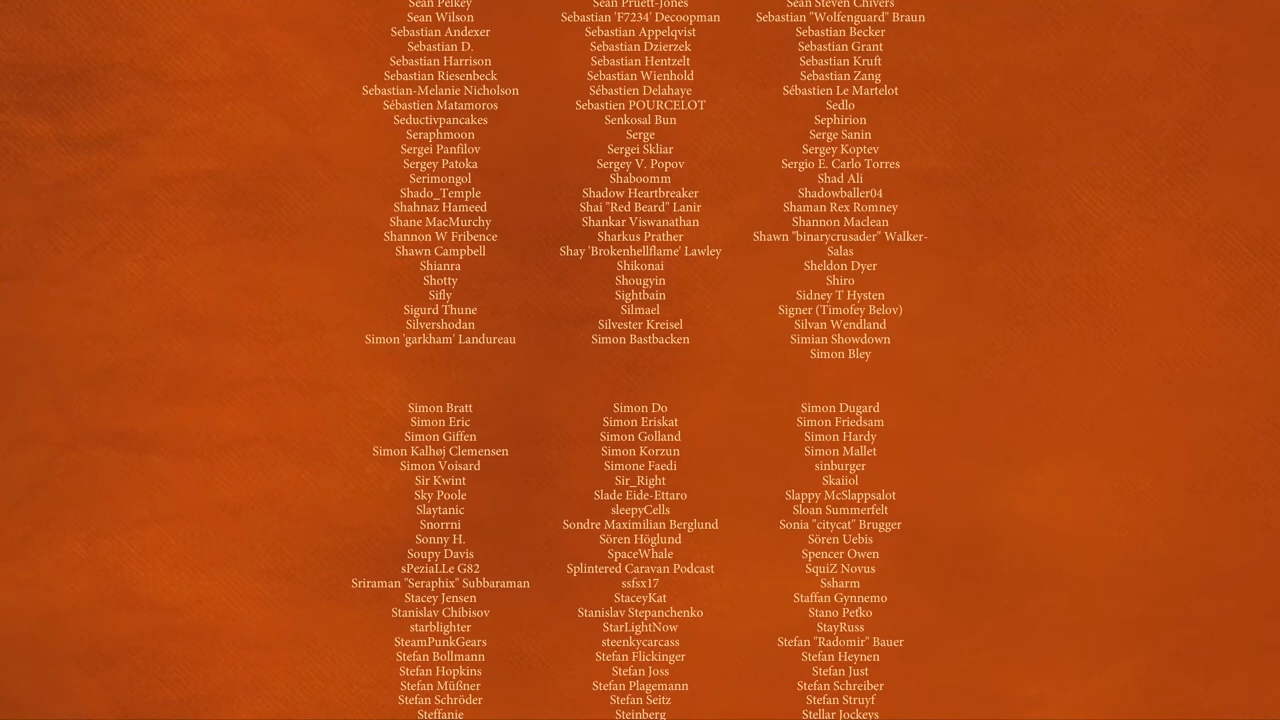 Sean Pelkey Sean Pruett-Jones Sean Steven Chivers
Sean Wilson Sebastian 'F7234' Decoopman Sebastian "Wolfenguard" Braun
Sebastian Andexer Sebastian Appelqvist Sebastian Becker
Sebastian D. Sebastian Dzierzek Sebastian Grant
Sebastian Harrison Sebastian Hentzelt Sebastian Kruft
Sebastian Riesenbeck Sebastian Wienhold Sebastian Zang
Sebastian-Melanie Nicholson Sébastien Delahaye Sébastien Le Martelot
Sébastien Matamoros Sebastien POURCELOT Sedlo
Seductivpancakes Senkosal Bun Sephirion
Seraphmoon Serge Serge Sanin
Sergei Panfilov Sergei Skliar Sergey Koptev
Sergey Patoka Sergey V. Popov Sergio E. Carlo Torres
Serimongol Shaboomm Shad Ali
Shado_Temple Shadow Heartbreaker Shadowballer04
Shahnaz Hameed Shai "Red Beard" Lanir Shaman Rex Romney
Shane MacMurchy Shankar Viswanathan Shannon Maclean
Shannon W Fribence Sharkus Prather Shawn "binarycrusader" Walker-
Shawn Campbell Shay 'Brokenhellflame' Lawley Salas
Shianra Shikonai Sheldon Dyer
Shotty Shougyin Shiro
Sifly Sightbain Sidney T Hysten
Sigurd Thune Silmael Signer (Timofey Belov)
Silvershodan Silvester Kreisel Silvan Wendland
Simon 'garkham' Landureau Simon Bastbacken Simian Showdown
Simon Bley
Simon Bratt Simon Do Simon Dugard
Simon Eric Simon Eriskat Simon Friedsam
Simon Giffen Simon Golland Simon Hardy
Simon Kalhøj Clemensen Simon Korzun Simon Mallet
Simon Voisard Simone Faedi sinburger
Sir Kwint Sir_Right Skaiiol
Sky Poole Slade Eide-Ettaro Slappy McSlappsalot
Slaytanic sleepyCells Sloan Summerfelt
Snorrni Sondre Maximilian Berglund Sonia "citycat" Brugger
Sonny H. Sören Höglund Sören Uebis
Soupy Davis SpaceWhale Spencer Owen
sPeziaLLe G82 Splintered Caravan Podcast SquiZ Novus
Sriraman "Seraphix" Subbaraman ssfsx17 Ssharm
Stacey Jensen StaceyKat Staffan Gynnemo
Stanislav Chibisov Stanislav Stepanchenko Stano Peťko
starblighter StarLightNow StayRuss
SteamPunkGears steenkycarcass Stefan "Radomir" Bauer
Stefan Bollmann Stefan Flickinger Stefan Heynen
Stefan Hopkins Stefan Joss Stefan Just
Stefan Müßner Stefan Plagemann Stefan Schreiber
Stefan Schröder Stefan Seitz Stefan Struyf
Steffanie Steinberg Stellar Jockeys